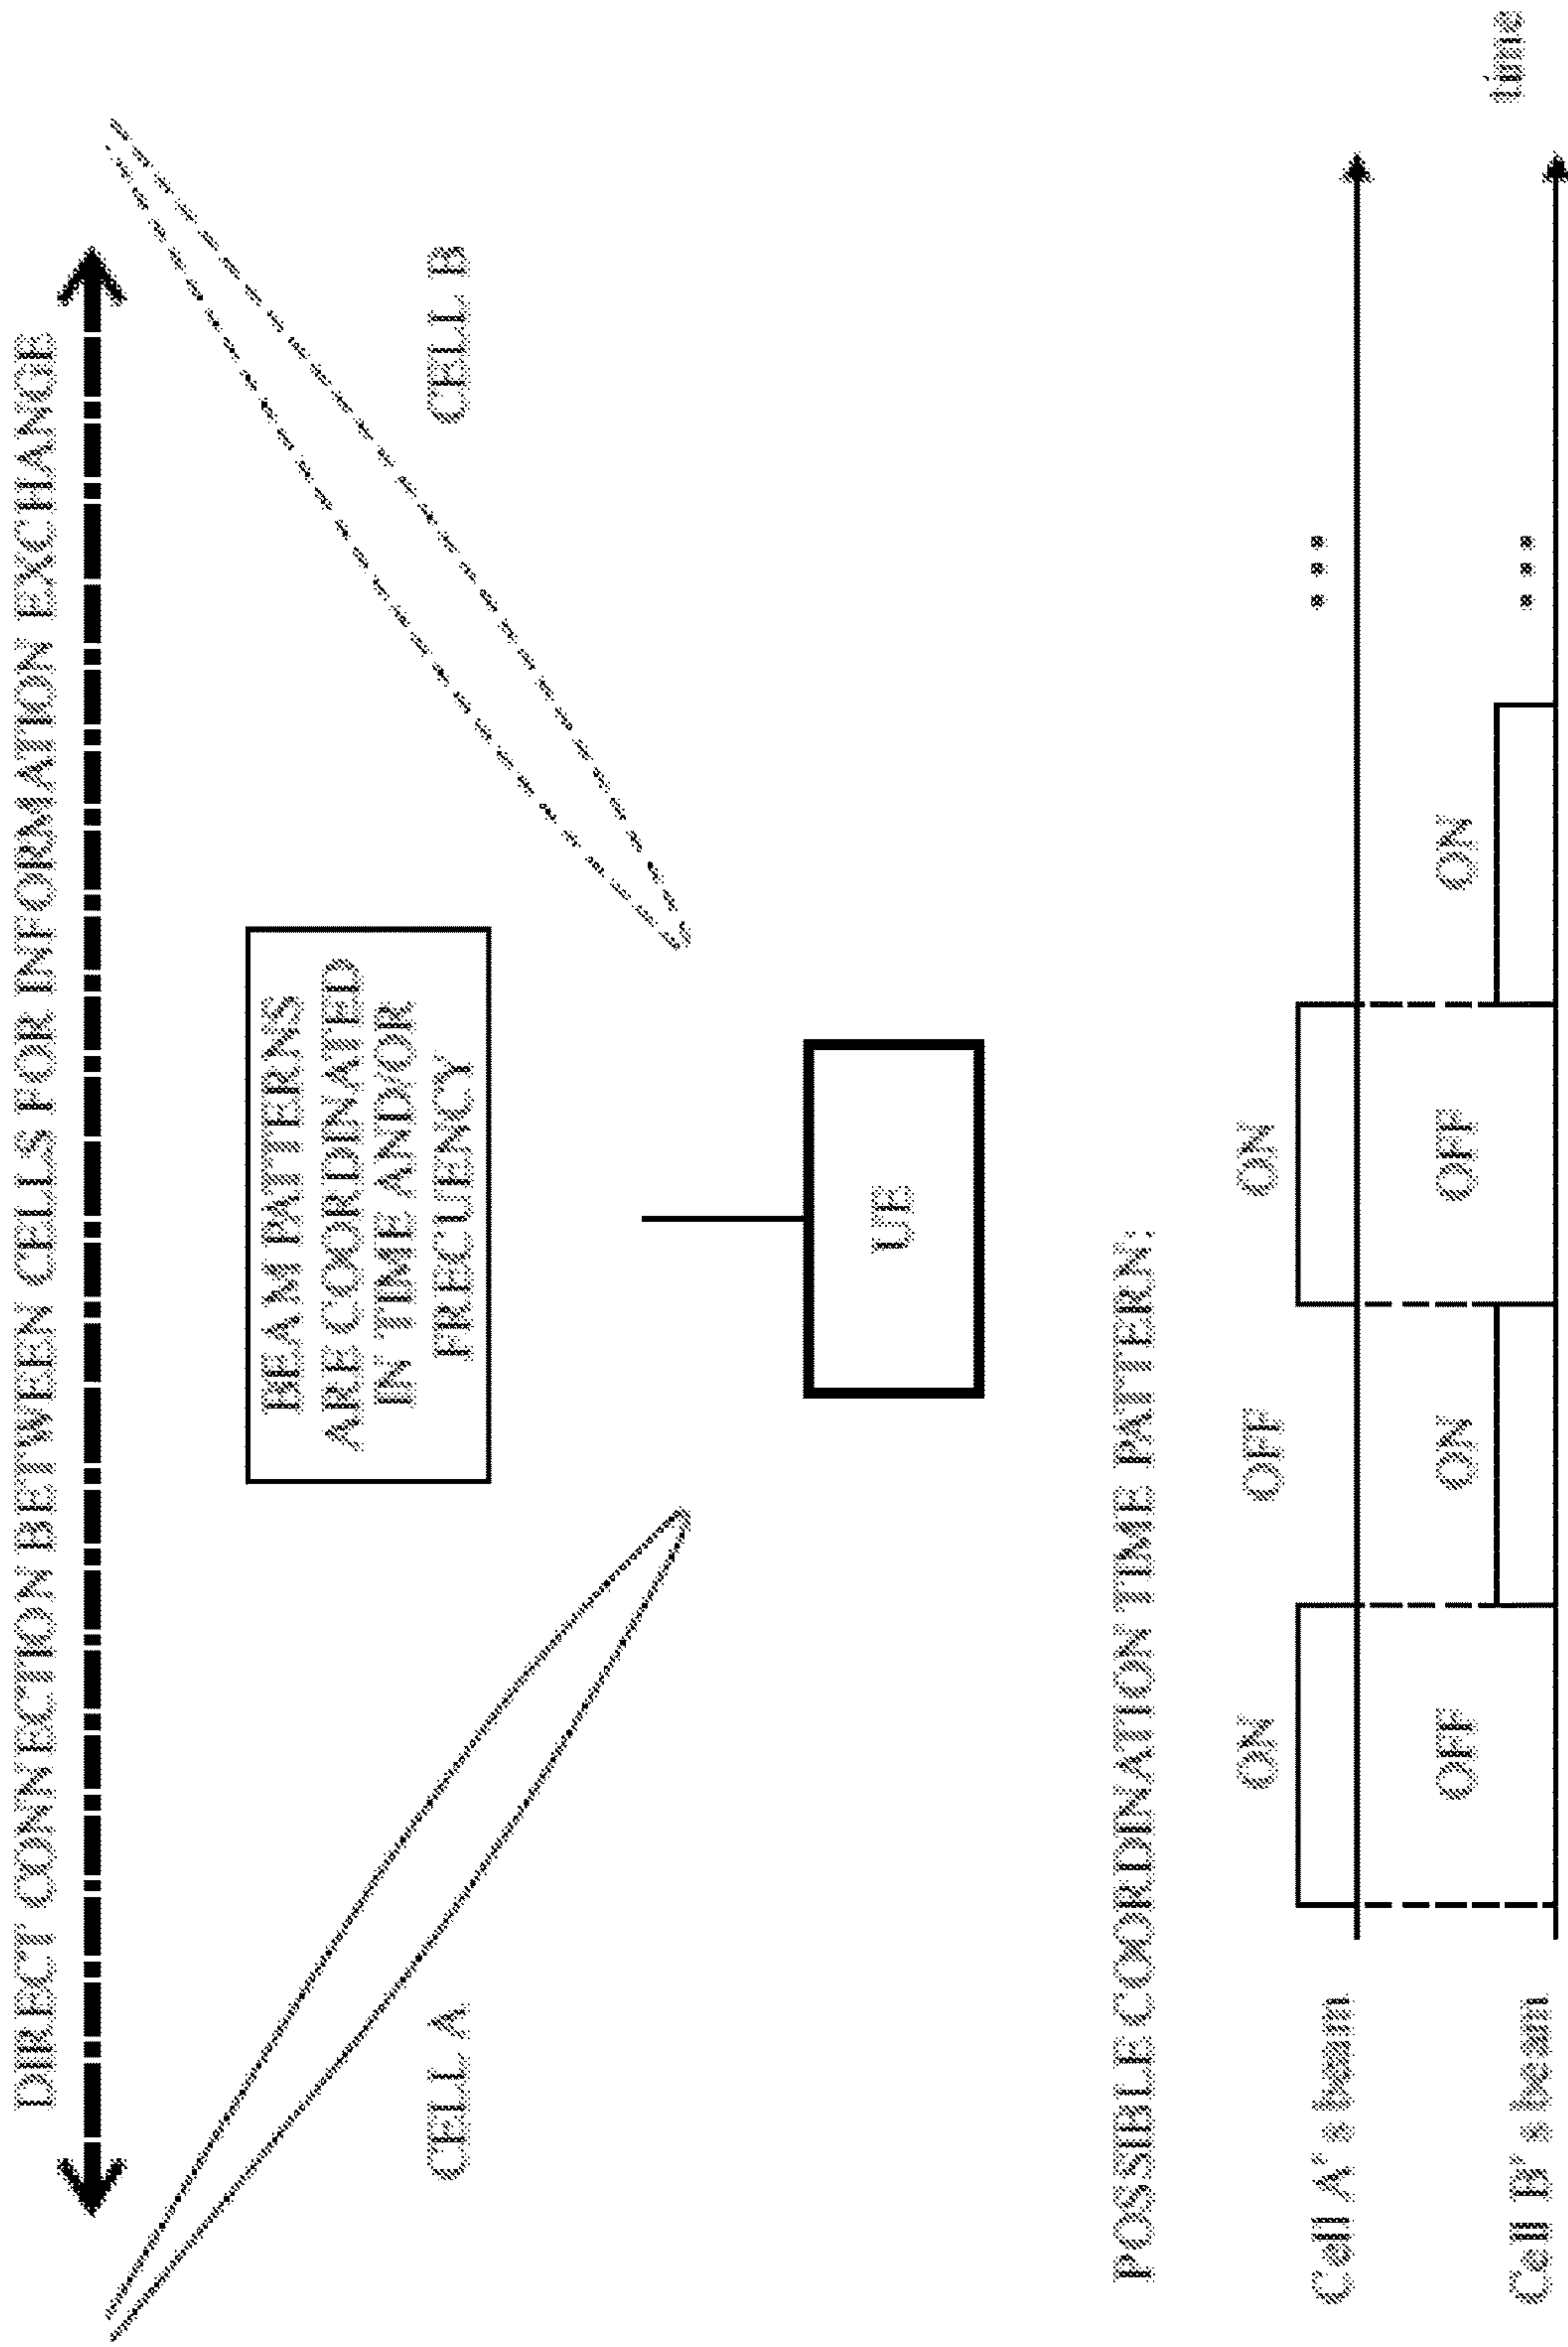 DIRECT CONNECTION BETWEEN CELLS FOR INFORMATION EXCHANGE
BEAM PATTERNS
ARE COORDINATED
IN TIME AND/OR
FRECUENCY
CELL A
CELL B
UE
POSSIBLE COORDINATION TIME PATTERN:
ON
OFF
ON
Cell A's beam
...
OFF
ON
OFF
ON
Cell B's beam
...
time